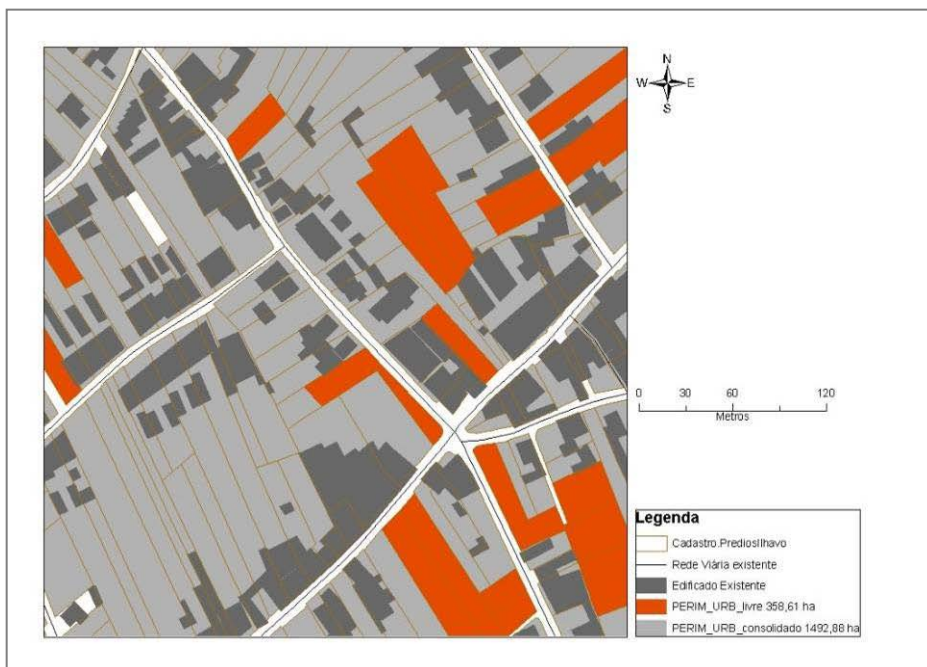 N
W E
S
0 30 60 120
Metros
Legenda
Cadastro.PrediosIlhavo
Rede Viária existente
Edificado Existente
PERIM_URB_livre 358,61 ha
PERIM_URB_consolidado 1492,88 ha